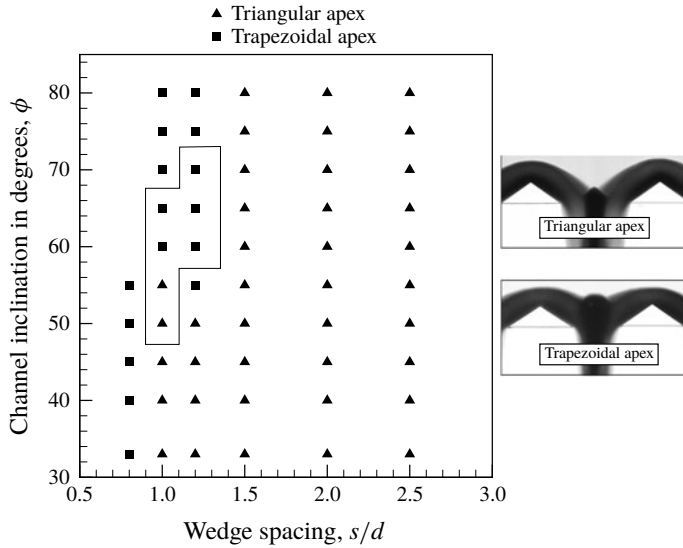 ▲ Triangular apex
■ Trapezoidal apex
Channel inclination in degrees, ϕ
80
70
60
50
40
30
0.5 1.0 1.5 2.0 2.5 3.0
Wedge spacing, s/d
Triangular apex
Trapezoidal apex